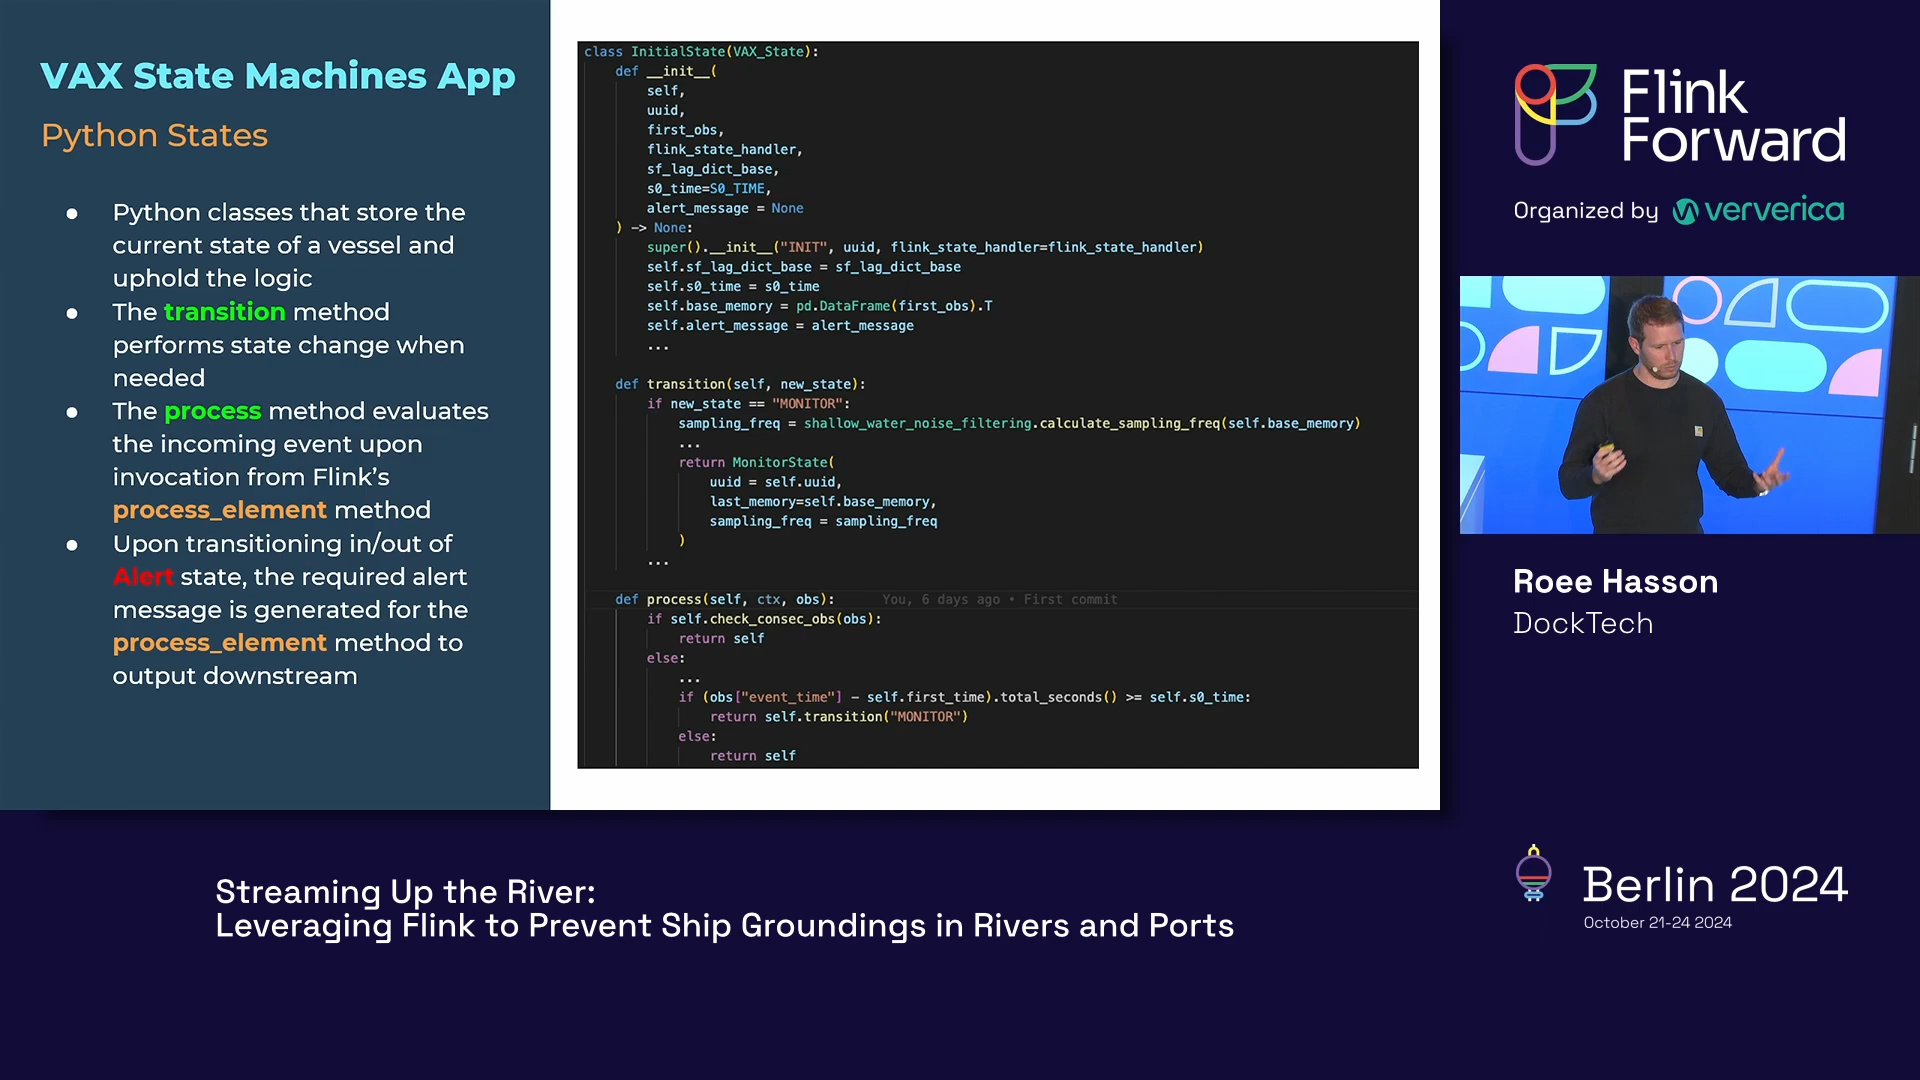 VAX State Machines App
Python States
● Python classes that store the
current state of a vessel and
uphold the logic
● The transition method
performs state change when
needed
● The process method evaluates
the incoming event upon
invocation from Flink’s
process_element method
● Upon transitioning in/out of
Alert state, the required alert
message is generated for the
process_element method to
output downstream
class InitialState(VAX_State):
def __init__(
self,
uuid,
first_obs,
flink_state_handler,
sf_lag_dict_base,
s0_time=S0_TIME,
alert_message = None
) -> None:
super().__init__("INIT", uuid, flink_state_handler=flink_state_handler)
self.sf_lag_dict_base = sf_lag_dict_base
self.s0_time = s0_time
self.base_memory = pd.DataFrame(first_obs).T
self.alert_message = alert_message
...
def transition(self, new_state):
if new_state == "MONITOR":
sampling_freq = shallow_water_noise_filtering.calculate_sampling_freq(self.base_memory)
...
return MonitorState(
uuid = self.uuid,
last_memory=self.base_memory,
sampling_freq = sampling_freq
)
...
def process(self, ctx, obs): You, 6 days ago • First commit
if self.check_consec_obs(obs):
return self
else:
...
if (obs["event_time"] - self.first_time).total_seconds() >= self.s0_time:
return self.transition("MONITOR")
else:
return self
Flink
Forward
Organized by ververica
Roee Hasson
DockTech
Streaming Up the River:
Leveraging Flink to Prevent Ship Groundings in Rivers and Ports
Berlin 2024
October 21-24 2024